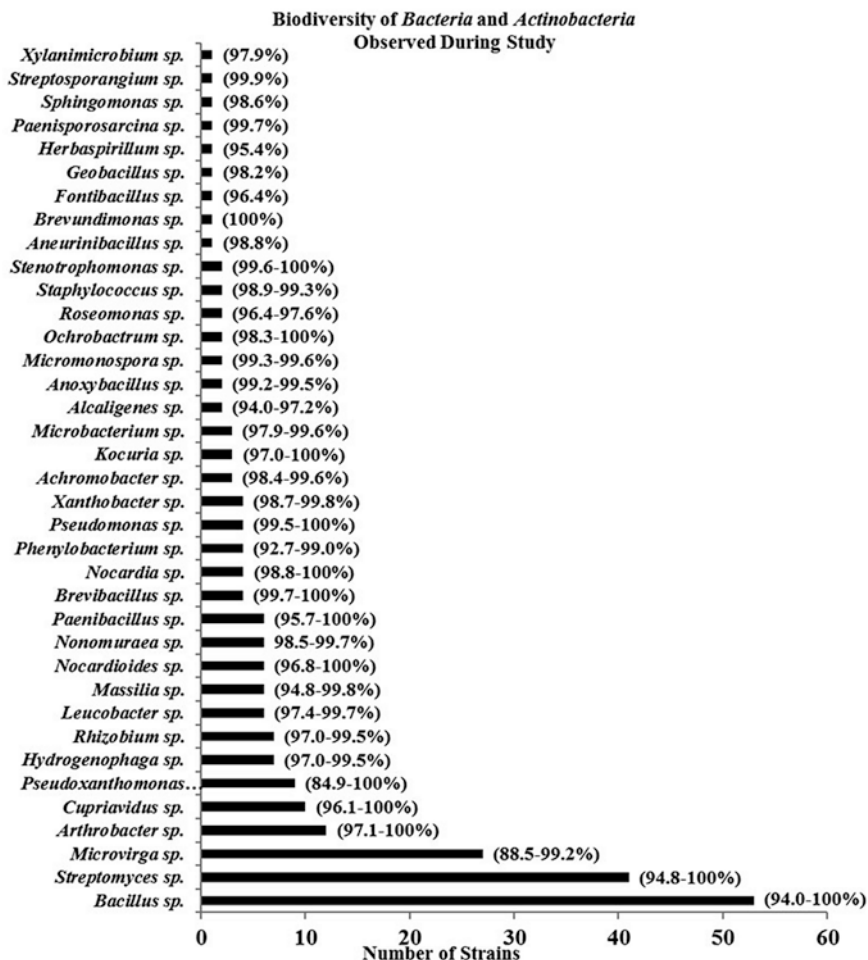 Biodiversity of Bacteria and Actinobacteria
Observed During Study
Xylanimicrobium sp. (97.9%)
Streptosporangium sp. (99.9%)
Sphingomonas sp. (98.6%)
Paenisporosarcina sp. (99.7%)
Herbaspirillum sp. (95.4%)
Geobacillus sp. (98.2%)
Fontibacillus sp. (96.4%)
Brevundimonas sp. (100%)
Aneurinibacillus sp. (98.8%)
Stenotrophomonas sp. (99.6-100%)
Staphylococcus sp. (98.9-99.3%)
Roseomonas sp. (96.4-97.6%)
Ochrobactrum sp. (98.3-100%)
Micromonospora sp. (99.3-99.6%)
Anoxybacillus sp. (99.2-99.5%)
Alcaligenes sp. (94.0-97.2%)
Microbacterium sp. (97.9-99.6%)
Kocuria sp. (97.0-100%)
Achromobacter sp. (98.4-99.6%)
Xanthobacter sp. (98.7-99.8%)
Pseudomonas sp. (99.5-100%)
Phenylobacterium sp. (92.7-99.0%)
Nocardia sp. (98.8-100%)
Brevibacillus sp. (99.7-100%)
Paenibacillus sp. (95.7-100%)
Nonomuraea sp. 98.5-99.7%)
Nocardioides sp. (96.8-100%)
Massilia sp. (94.8-99.8%)
Leucobacter sp. (97.4-99.7%)
Rhizobium sp. (97.0-99.5%)
Hydrogenophaga sp. (97.0-99.5%)
Pseudoxanthomonas... (84.9-100%)
Cupriavidus sp. (96.1-100%)
Arthrobacter sp. (97.1-100%)
Microvirga sp. (88.5-99.2%)
Streptomyces sp. (94.8-100%)
Bacillus sp. (94.0-100%)
0 10 20 30 40 50 60
Number of Strains